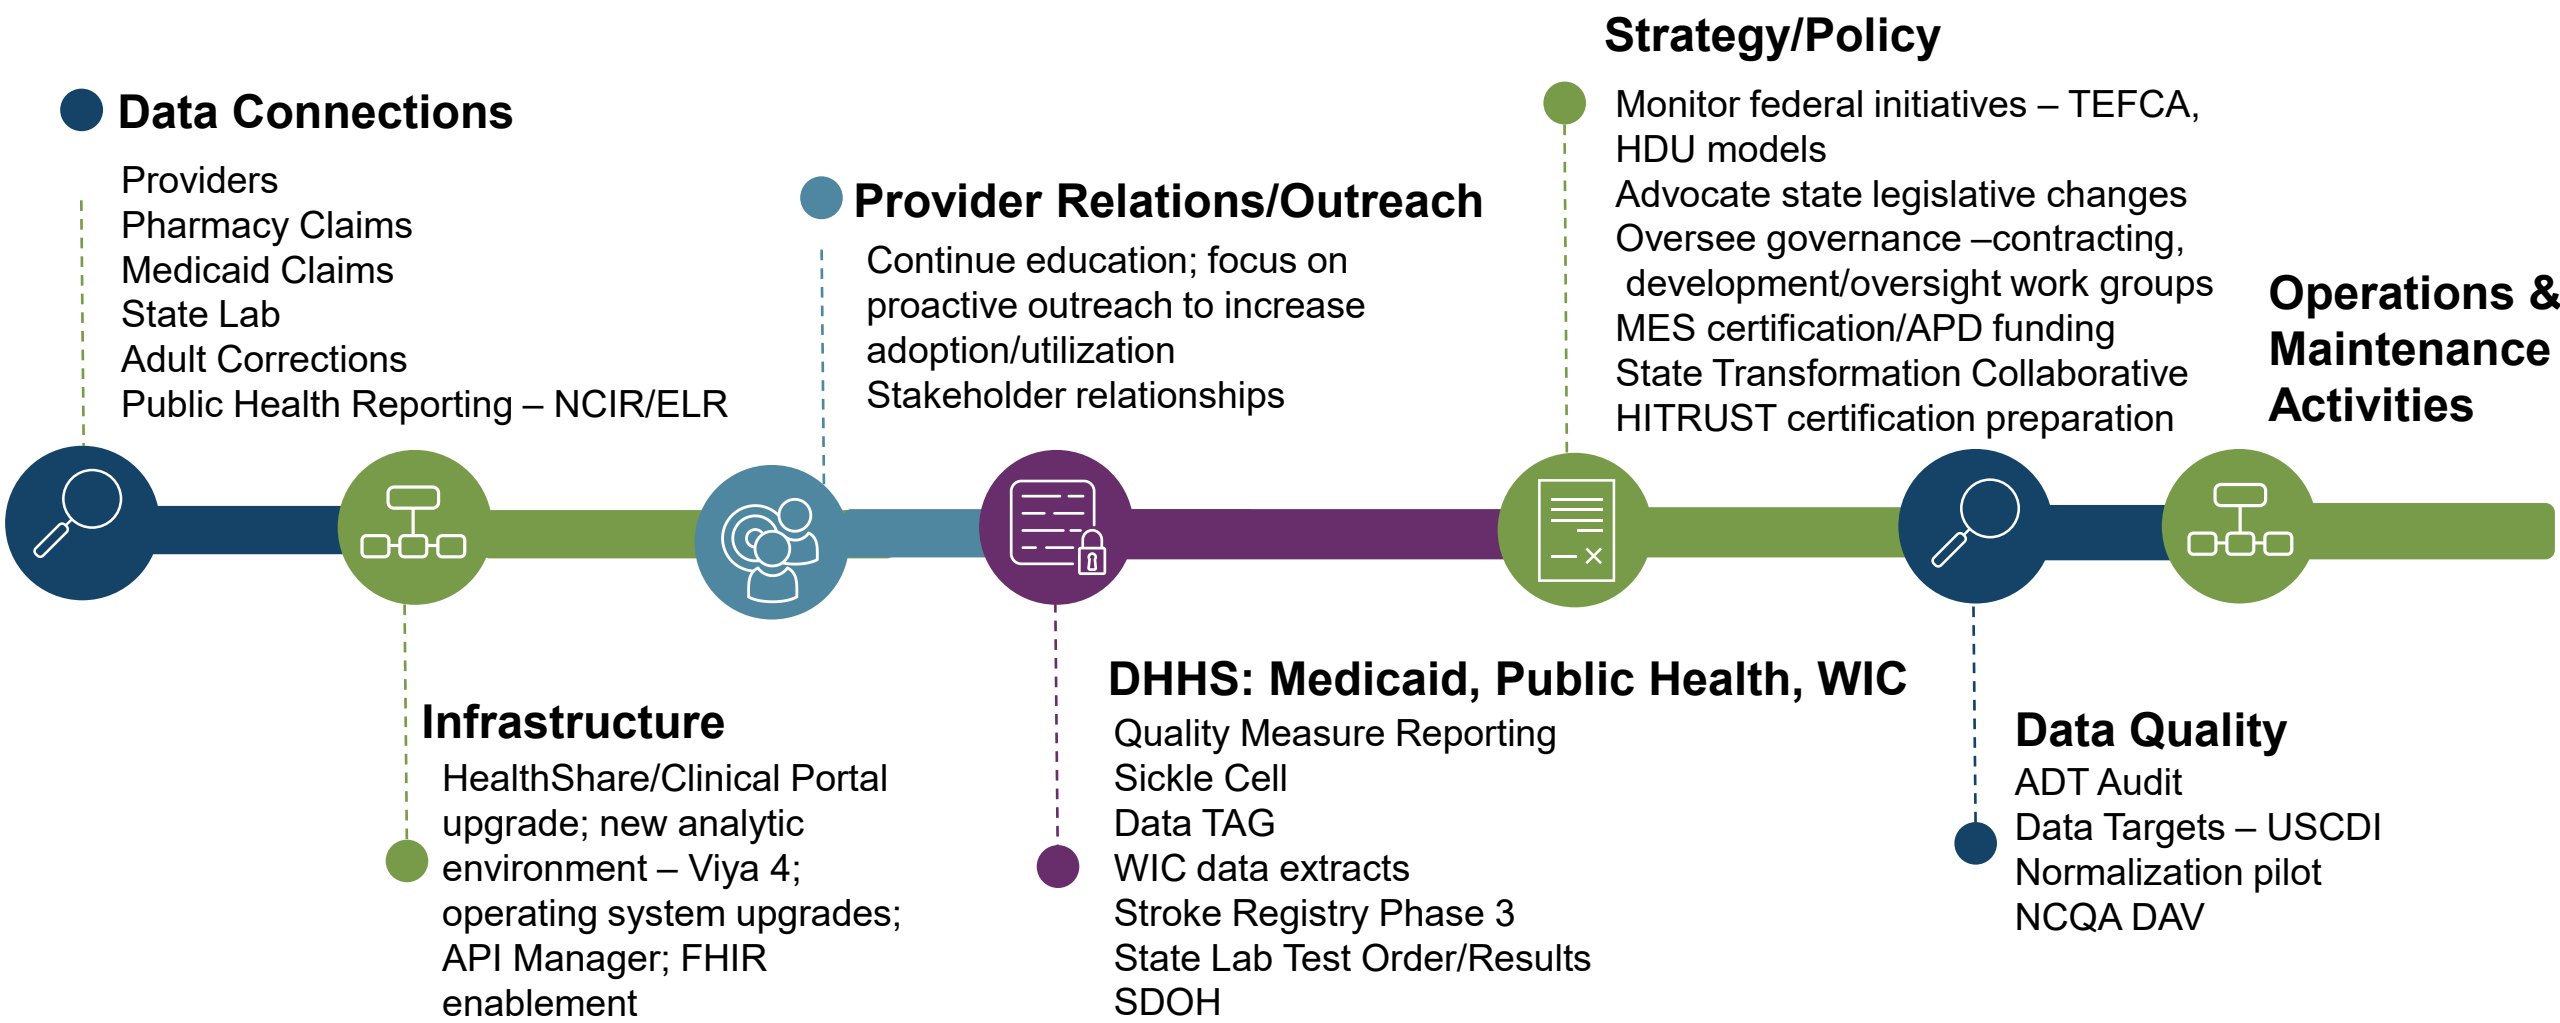 Data Connections
Providers
Pharmacy Claims
Medicaid Claims
State Lab
Adult Corrections
Public Health Reporting – NCIR/ELR
Infrastructure
HealthShare/Clinical Portal
upgrade; new analytic
environment – Viya 4;
operating system upgrades;
API Manager; FHIR
enablement
Provider Relations/Outreach
Continue education; focus on
proactive outreach to increase
adoption/utilization
Stakeholder relationships
DHHS: Medicaid, Public Health, WIC
Quality Measure Reporting
Sickle Cell
Data TAG
WIC data extracts
Stroke Registry Phase 3
State Lab Test Order/Results
SDOH
Strategy/Policy
Monitor federal initiatives – TEFCA,
HDU models
Advocate state legislative changes
Oversee governance –contracting,
development/oversight work groups
MES certification/APD funding
State Transformation Collaborative
HITRUST certification preparation
Data Quality
ADT Audit
Data Targets – USCDI
Normalization pilot
NCQA DAV
Operations &
Maintenance
Activities